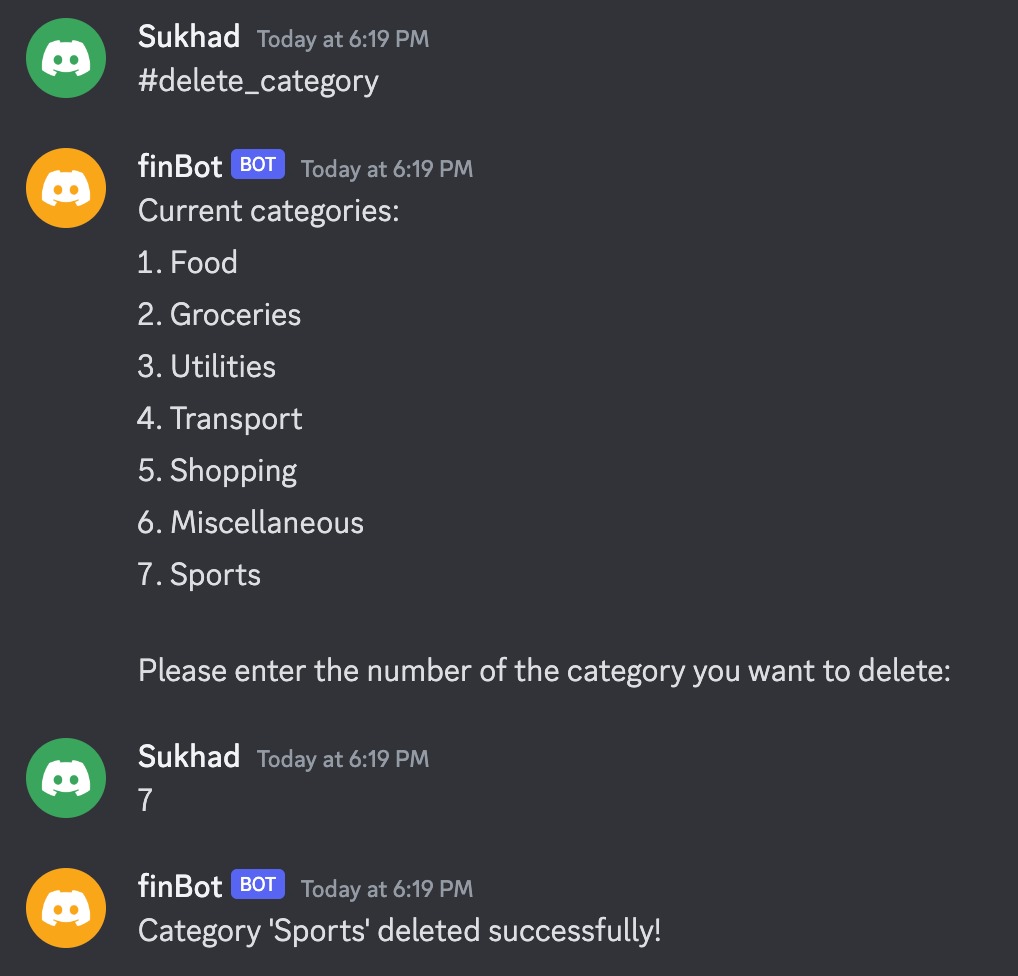 Sukhad Today at 6:19 PM
#delete_category
finBot BOT Today at 6:19 PM
Current categories:
1. Food
2. Groceries
3. Utilities
4. Transport
5. Shopping
6. Miscellaneous
7. Sports
Please enter the number of the category you want to delete:
Sukhad Today at 6:19 PM
7
finBot BOT Today at 6:19 PM
Category 'Sports' deleted successfully!